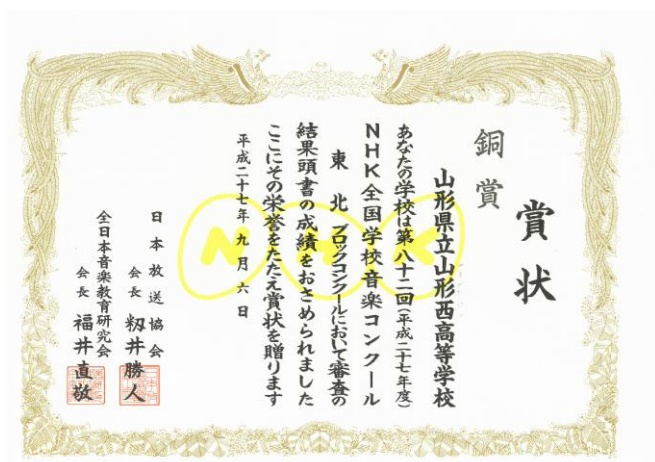 賞状
銅賞
山形県立山形西高等学校
あなたの学校は第八十二回(平成二十七年度)
NHK全国学校音楽コンクール
東北ブロックコンクールにおいて審査の
結果頭書の成績をおさめられました
ここにその栄誉をたたえ賞状を贈ります
平成二十七年九月六日
日本放送協会
会長 籾井勝人
全日本音楽教育研究会
会長 福井直敬
NHK